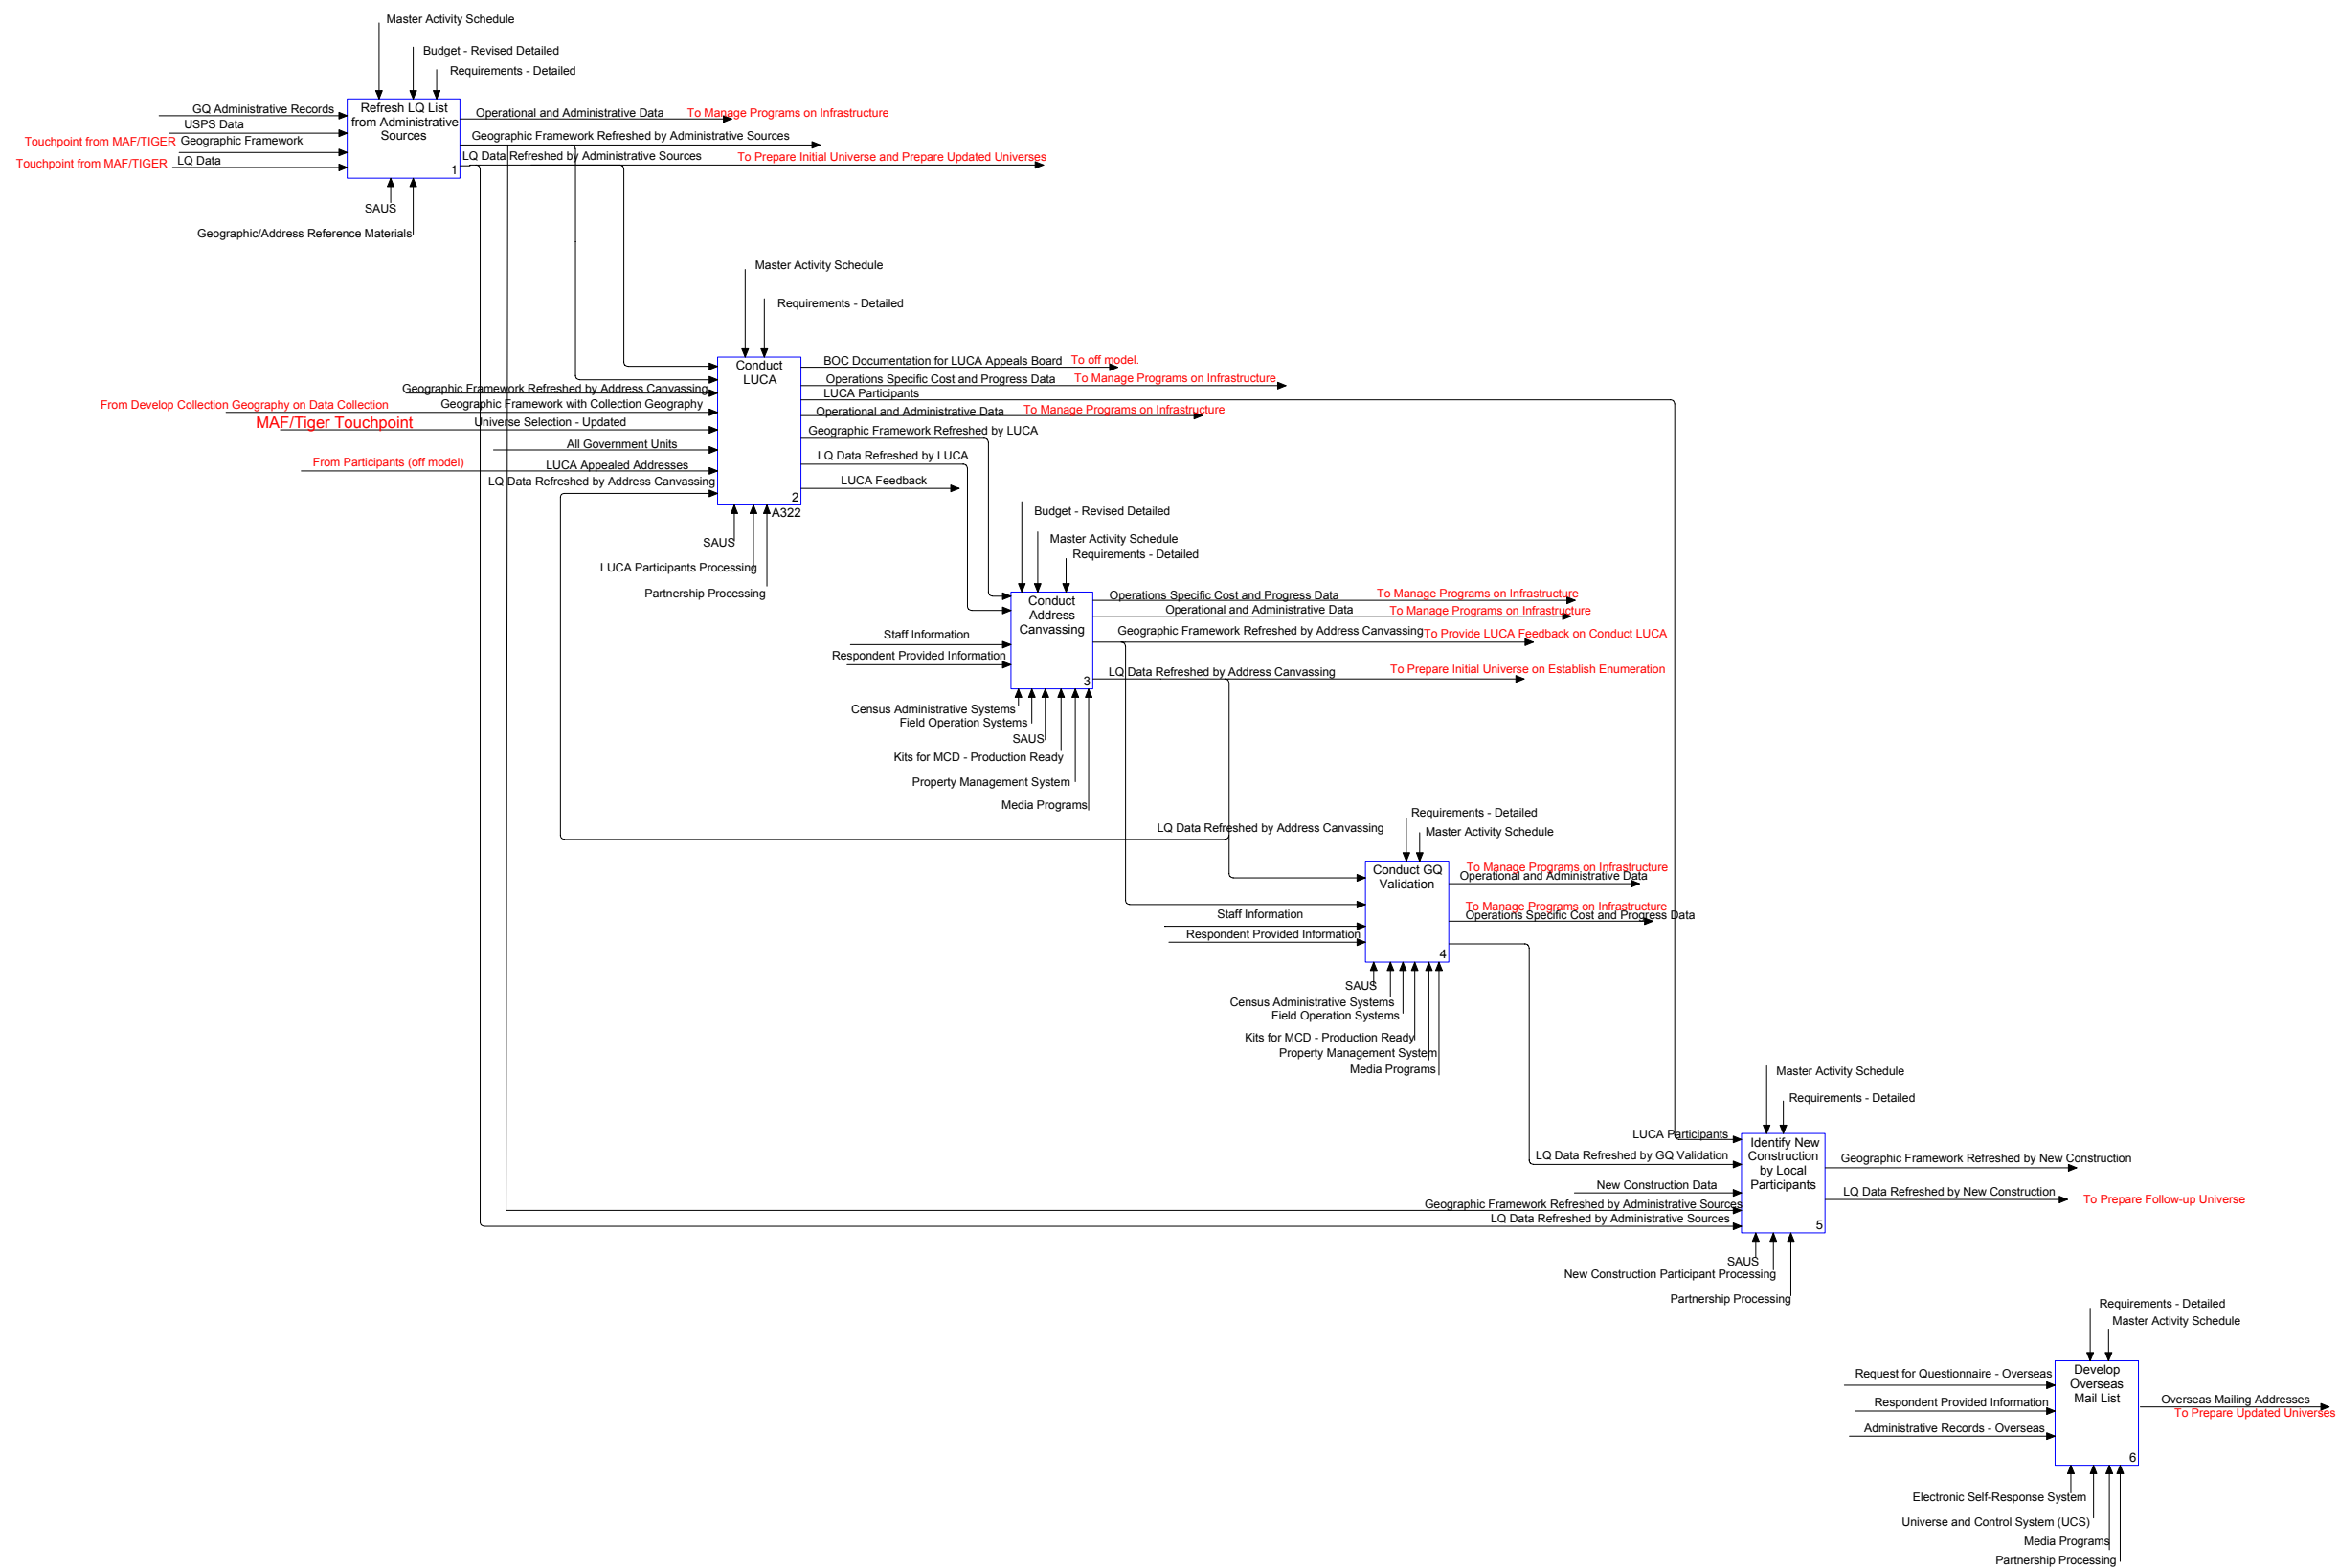 Master Activity Schedule
Budget - Revised Detailed
Requirements - Detailed
GQ Administrative Records
USPS Data
Touchpoint from MAF/TIGER Geographic Framework
Touchpoint from MAF/TIGER LQ Data
Refresh LQ List
from Administrative
Sources
1
Operational and Administrative Data To Manage Programs on Infrastructure
Geographic Framework Refreshed by Administrative Sources
LQ Data Refreshed by Administrative Sources To Prepare Initial Universe and Prepare Updated Universes
SAUS
Geographic/Address Reference Materials
Master Activity Schedule
Requirements - Detailed
Geographic Framework Refreshed by Address Canvassing
From Develop Collection Geography on Data Collection Geographic Framework with Collection Geography
MAF/Tiger Touchpoint Universe Selection - Updated
All Government Units
From Participants (off model) LUCA Appealed Addresses
LQ Data Refreshed by Address Canvassing
Conduct
LUCA
2
A322
BOC Documentation for LUCA Appeals Board To off model.
Operations Specific Cost and Progress Data To Manage Programs on Infrastructure
LUCA Participants
Operational and Administrative Data To Manage Programs on Infrastructure
Geographic Framework Refreshed by LUCA
LQ Data Refreshed by LUCA
LUCA Feedback
SAUS
LUCA Participants Processing
Partnership Processing
Budget - Revised Detailed
Master Activity Schedule
Requirements - Detailed
Staff Information
Respondent Provided Information
Conduct
Address
Canvassing
3
Operations Specific Cost and Progress Data To Manage Programs on Infrastructure
Operational and Administrative Data To Manage Programs on Infrastructure
Geographic Framework Refreshed by Address Canvassing To Provide LUCA Feedback on Conduct LUCA
LQ Data Refreshed by Address Canvassing To Prepare Initial Universe on Establish Enumeration
Census Administrative Systems
Field Operation Systems
SAUS
Kits for MCD - Production Ready
Property Management System
Media Programs
LQ Data Refreshed by Address Canvassing
Requirements - Detailed
Master Activity Schedule
Staff Information
Respondent Provided Information
Conduct GQ
Validation
4
To Manage Programs on Infrastructure
Operational and Administrative Data
To Manage Programs on Infrastructure
Operations Specific Cost and Progress Data
SAUS
Census Administrative Systems
Field Operation Systems
Kits for MCD - Production Ready
Property Management System
Media Programs
Master Activity Schedule
Requirements - Detailed
LUCA Participants
LQ Data Refreshed by GQ Validation
New Construction Data
Geographic Framework Refreshed by Administrative Sources
LQ Data Refreshed by Administrative Sources
Identify New
Construction
by Local
Participants
5
Geographic Framework Refreshed by New Construction
LQ Data Refreshed by New Construction To Prepare Follow-up Universe
SAUS
New Construction Participant Processing
Partnership Processing
Requirements - Detailed
Master Activity Schedule
Request for Questionnaire - Overseas
Respondent Provided Information
Administrative Records - Overseas
Develop
Overseas
Mail List
6
Overseas Mailing Addresses
To Prepare Updated Universes
Electronic Self-Response System
Universe and Control System (UCS)
Media Programs
Partnership Processing